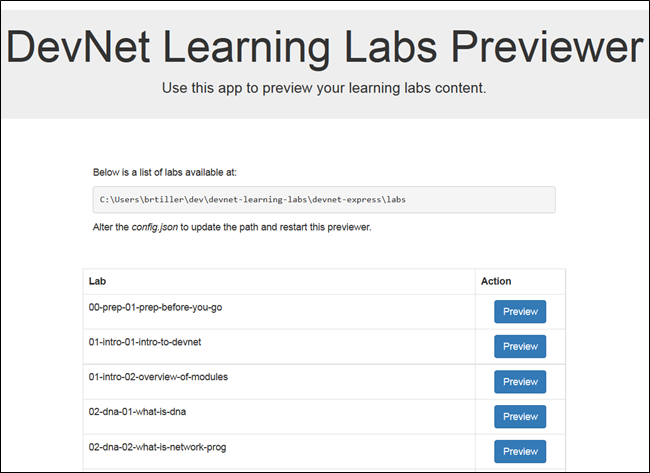 DevNet Learning Labs Previewer
Use this app to preview your learning labs content.
Below is a list of labs available at:
C:\Users\brtiller\dev\devnet-learning-labs\devnet-express\labs
Alter the config.json to update the path and restart this previewer.
Lab Action
00-prep-01-prep-before-you-go Preview
01-intro-01-intro-to-devnet Preview
01-intro-02-overview-of-modules Preview
02-dna-01-what-is-dna Preview
02-dna-02-what-is-network-prog Preview